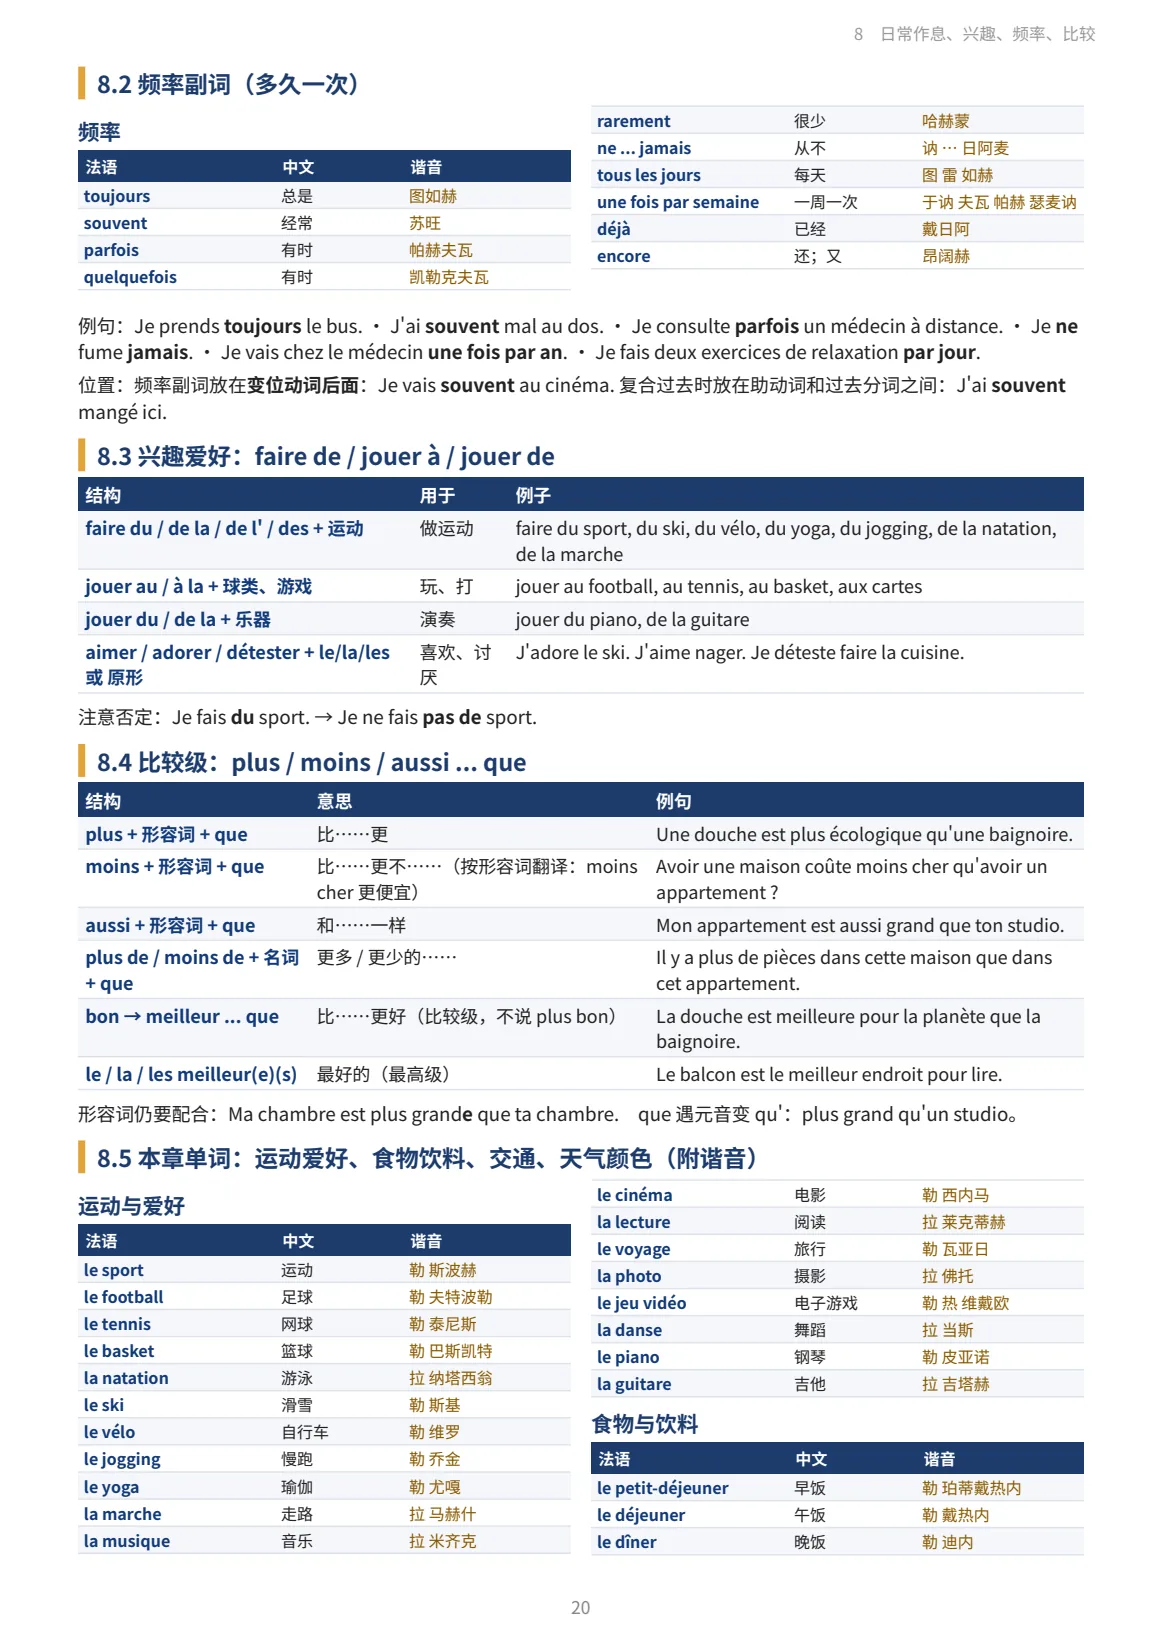 8 日常作息、兴趣、频率、比较
8.2 频率副词（多久一次）
频率
法语 中文 谐音
toujours 总是 图如赫
souvent 经常 苏旺
parfois 有时 帕赫夫瓦
quelquefois 有时 凯勒克夫瓦
rarement 很少 哈赫蒙
ne ... jamais 从不 讷 … 日阿麦
tous les jours 每天 图 雷 如赫
une fois par semaine 一周一次 于讷 夫瓦 帕赫 瑟麦讷
déjà 已经 戴日阿
encore 还；又 昂阔赫
例句：Je prends toujours le bus. • J'ai souvent mal au dos. • Je consulte parfois un médecin à distance. • Je ne
fume jamais. • Je vais chez le médecin une fois par an. • Je fais deux exercices de relaxation par jour.
位置：频率副词放在变位动词后面：Je vais souvent au cinéma. 复合过去时放在助动词和过去分词之间：J'ai souvent
mangé ici.
8.3 兴趣爱好：faire de / jouer à / jouer de
结构 用于 例子
faire du / de la / de l' / des + 运动 做运动 faire du sport, du ski, du vélo, du yoga, du jogging, de la natation,
de la marche
jouer au / à la + 球类、游戏 玩、打 jouer au football, au tennis, au basket, aux cartes
jouer du / de la + 乐器 演奏 jouer du piano, de la guitare
aimer / adorer / détester + le/la/les 喜欢、讨 J'adore le ski. J'aime nager. Je déteste faire la cuisine.
或 原形 厌
注意否定：Je fais du sport. → Je ne fais pas de sport.
8.4 比较级：plus / moins / aussi ... que
结构 意思 例句
plus + 形容词 + que 比……更 Une douche est plus écologique qu'une baignoire.
moins + 形容词 + que 比……更不……（按形容词翻译：moins Avoir une maison coûte moins cher qu'avoir un
cher 更便宜） appartement ?
aussi + 形容词 + que 和……一样 Mon appartement est aussi grand que ton studio.
plus de / moins de + 名词 更多 / 更少的…… Il y a plus de pièces dans cette maison que dans
+ que cet appartement.
bon → meilleur ... que 比……更好（比较级，不说 plus bon） La douche est meilleure pour la planète que la
baignoire.
le / la / les meilleur(e)(s) 最好的（最高级） Le balcon est le meilleur endroit pour lire.
形容词仍要配合：Ma chambre est plus grande que ta chambre. que 遇元音变 qu'：plus grand qu'un studio。
8.5 本章单词：运动爱好、食物饮料、交通、天气颜色（附谐音）
运动与爱好
法语 中文 谐音
le sport 运动 勒 斯波赫
le football 足球 勒 夫特波勒
le tennis 网球 勒 泰尼斯
le basket 篮球 勒 巴斯凯特
la natation 游泳 拉 纳塔西翁
le ski 滑雪 勒 斯基
le vélo 自行车 勒 维罗
le jogging 慢跑 勒 乔金
le yoga 瑜伽 勒 尤嘎
la marche 走路 拉 马赫什
la musique 音乐 拉 米齐克
le cinéma 电影 勒 西内马
la lecture 阅读 拉 莱克蒂赫
le voyage 旅行 勒 瓦亚日
la photo 摄影 拉 佛托
le jeu vidéo 电子游戏 勒 热 维戴欧
la danse 舞蹈 拉 当斯
le piano 钢琴 勒 皮亚诺
la guitare 吉他 拉 吉塔赫
食物与饮料
法语 中文 谐音
le petit-déjeuner 早饭 勒 珀蒂戴热内
le déjeuner 午饭 勒 戴热内
le dîner 晚饭 勒 迪内
20